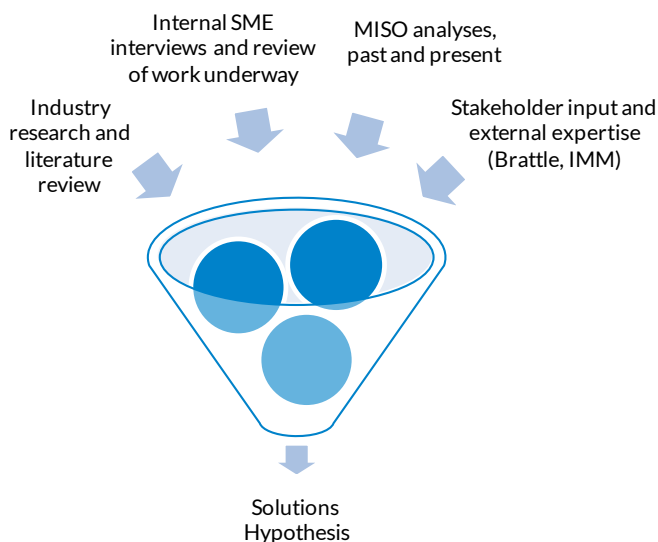 Internal SME
interviews and review
of work underway
MISO analyses,
past and present
Industry
research and
literature
review
Stakeholder input and
external expertise
(Brattle, IMM)
Solutions
Hypothesis